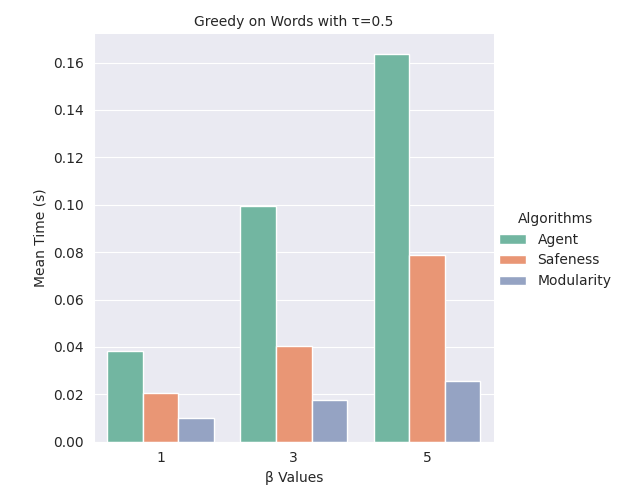 Greedy on Words with τ=0.5
0.16
0.14
0.12
0.10
0.08
0.06
0.04
0.02
0.00
Mean Time (s)
1 3 5
β Values
Algorithms
Agent
Safeness
Modularity